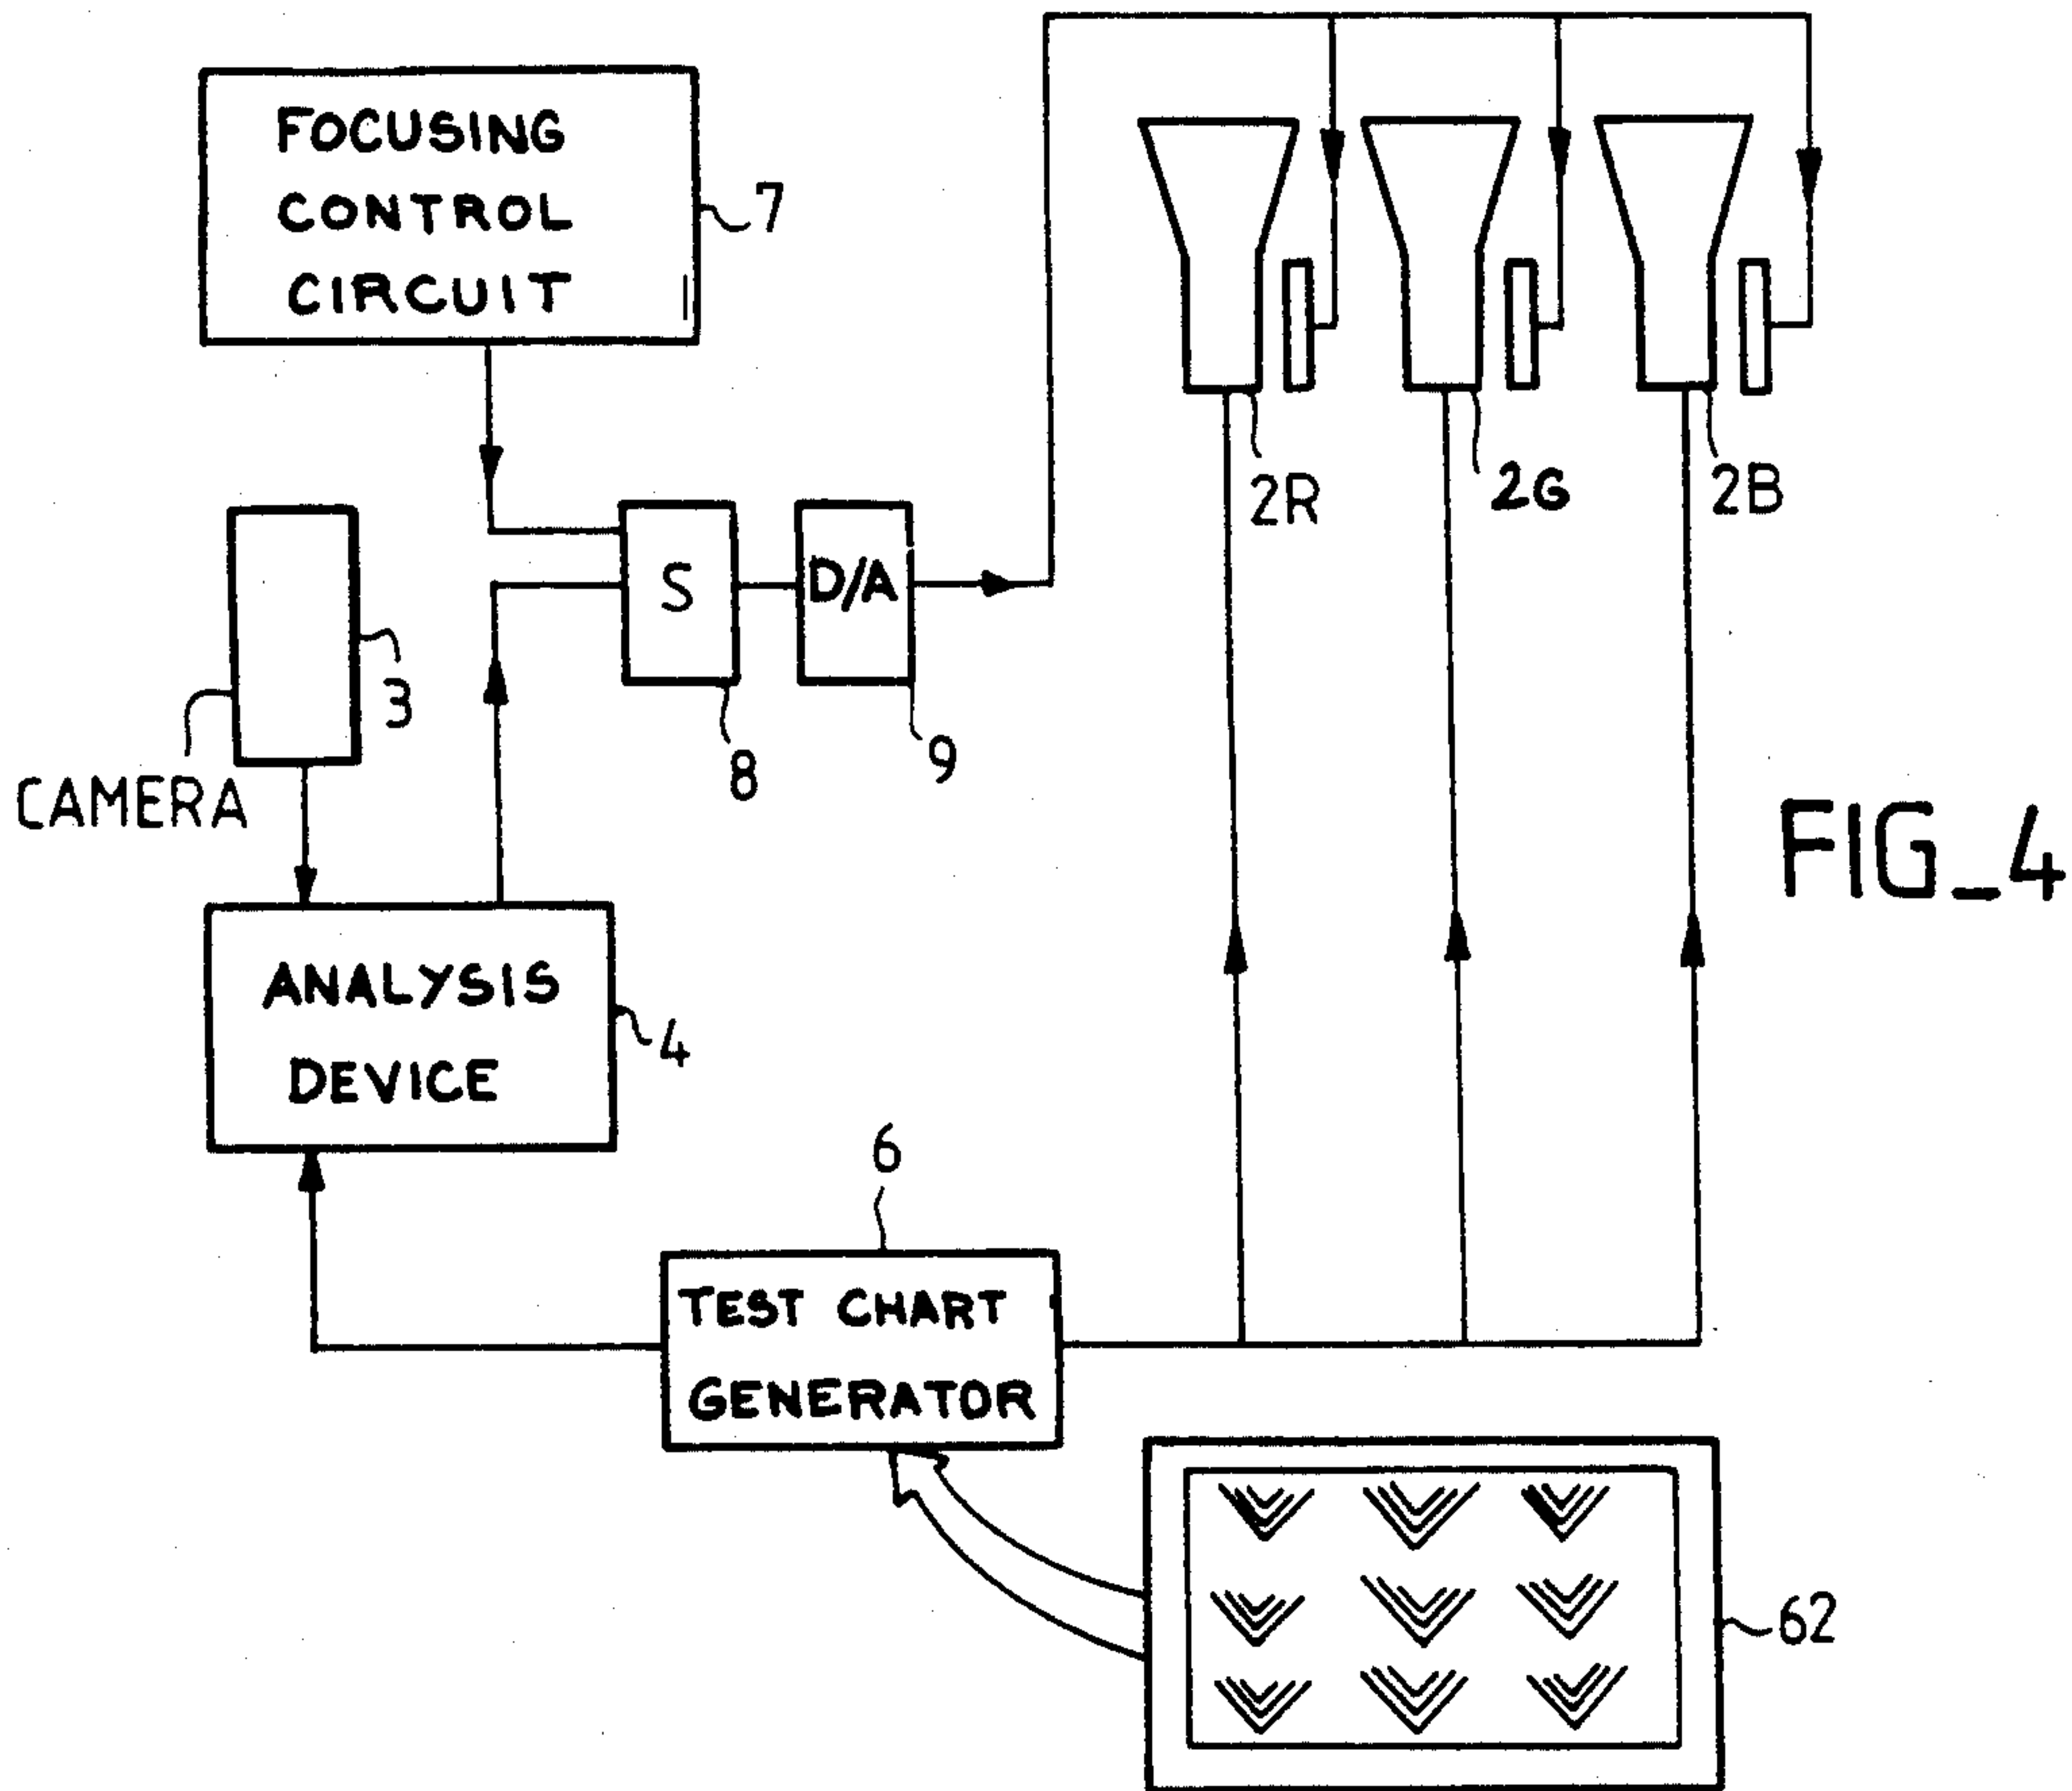 FOCUSING
CONTROL
CIRCUIT
7
2R
2G
2B
S
D/A
3
8
9
CAMERA
FIG_4
ANALYSIS
DEVICE
4
6
TEST CHART
GENERATOR
62